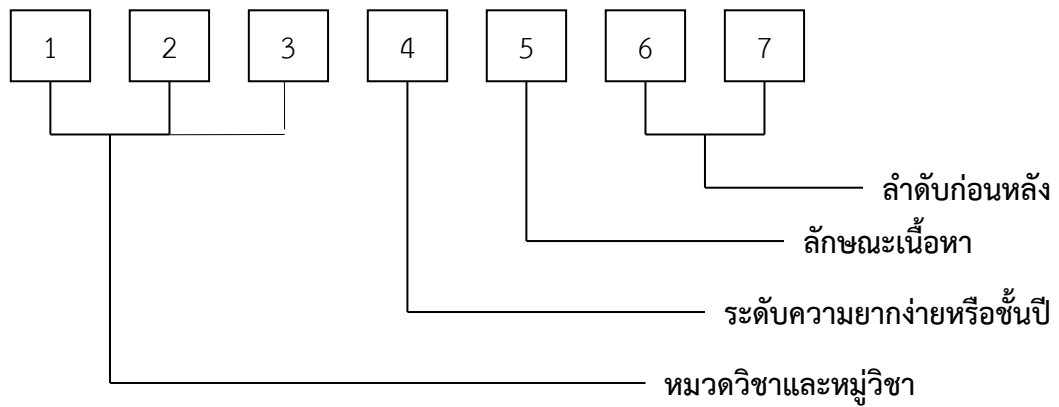 1 2 3 4 5 6 7
ลำดับก่อนหลัง
ลักษณะเนื้อหา
ระดับความยากง่ายหรือชั้นปี
หมวดวิชาและหมู่วิชา